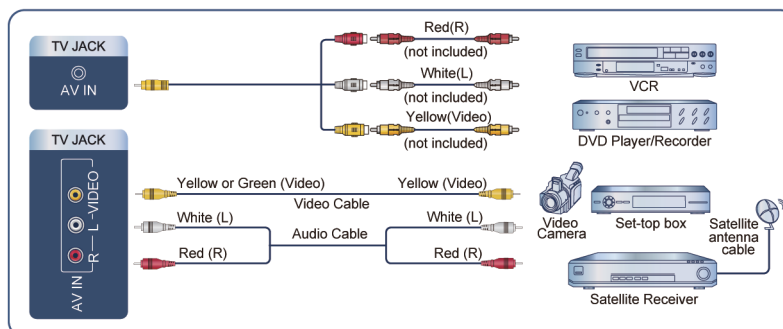 TV JACK
AV IN
Red(R)
(not included)
White(L)
(not included)
Yellow(Video)
(not included)
VCR
DVD Player/Recorder
TV JACK
AV IN
R — L -VIDEO
Yellow or Green (Video)
Yellow (Video)
Video Cable
White (L)
White (L)
Audio Cable
Red (R)
Red (R)
Video
Camera
Set-top box
Satellite
antenna
cable
Satellite Receiver